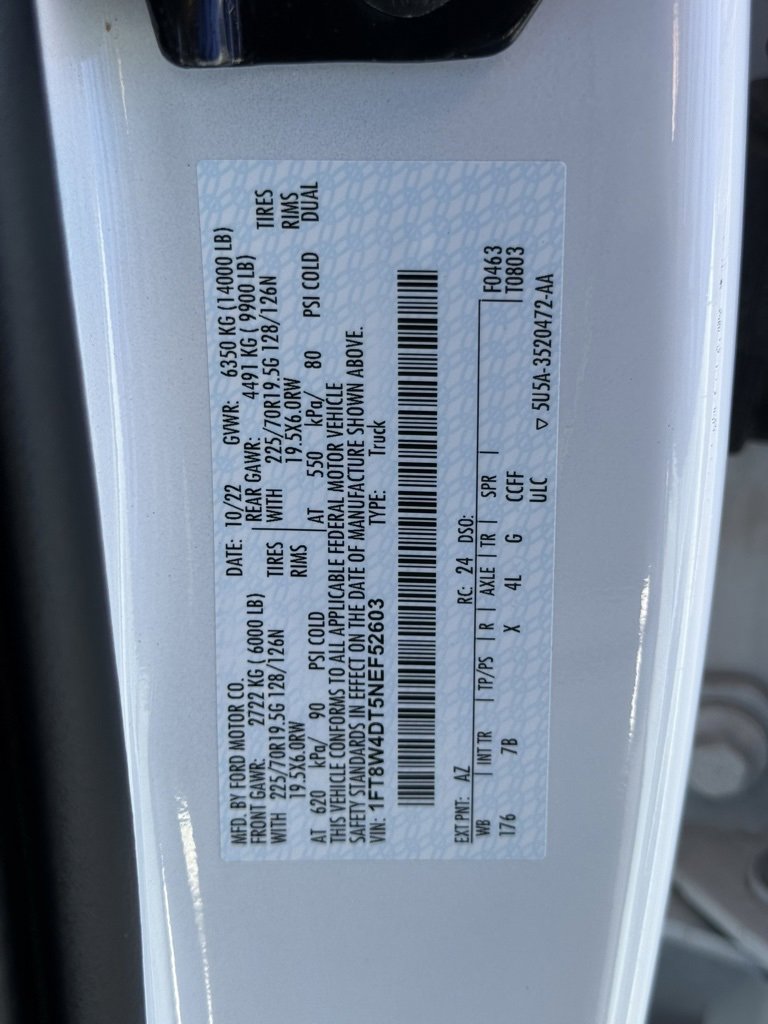 MFD. BY FORD MOTOR CO.
DATE: 10/22 GVWR: 6350 KG (14000 LB)
FRONT GAWR: 2722 KG ( 6000 LB) REAR GAWR: 4491 KG ( 9900 LB)
WITH 225/70R19.5G 128/126N TIRES WITH 225/70R19.5G 128/126N TIRES
19.5X6.0RW RIMS 19.5X6.0RW RIMS
AT 620 kPa/ 90 PSI COLD AT 550 kPa/ 80 PSI COLD DUAL
THIS VEHICLE CONFORMS TO ALL APPLICABLE FEDERAL MOTOR VEHICLE
SAFETY STANDARDS IN EFFECT ON THE DATE OF MANUFACTURE SHOWN ABOVE.
VIN: 1FT8W4DT5NEF52603 TYPE: Truck
EXT PNT: AZ RC: 24 DSO:
WB INT TR TP/PS R AXLE TR SPR F0463
176 7B X 4L G CCFF T0803
ULC ▽ 5U5A-3520472-AA